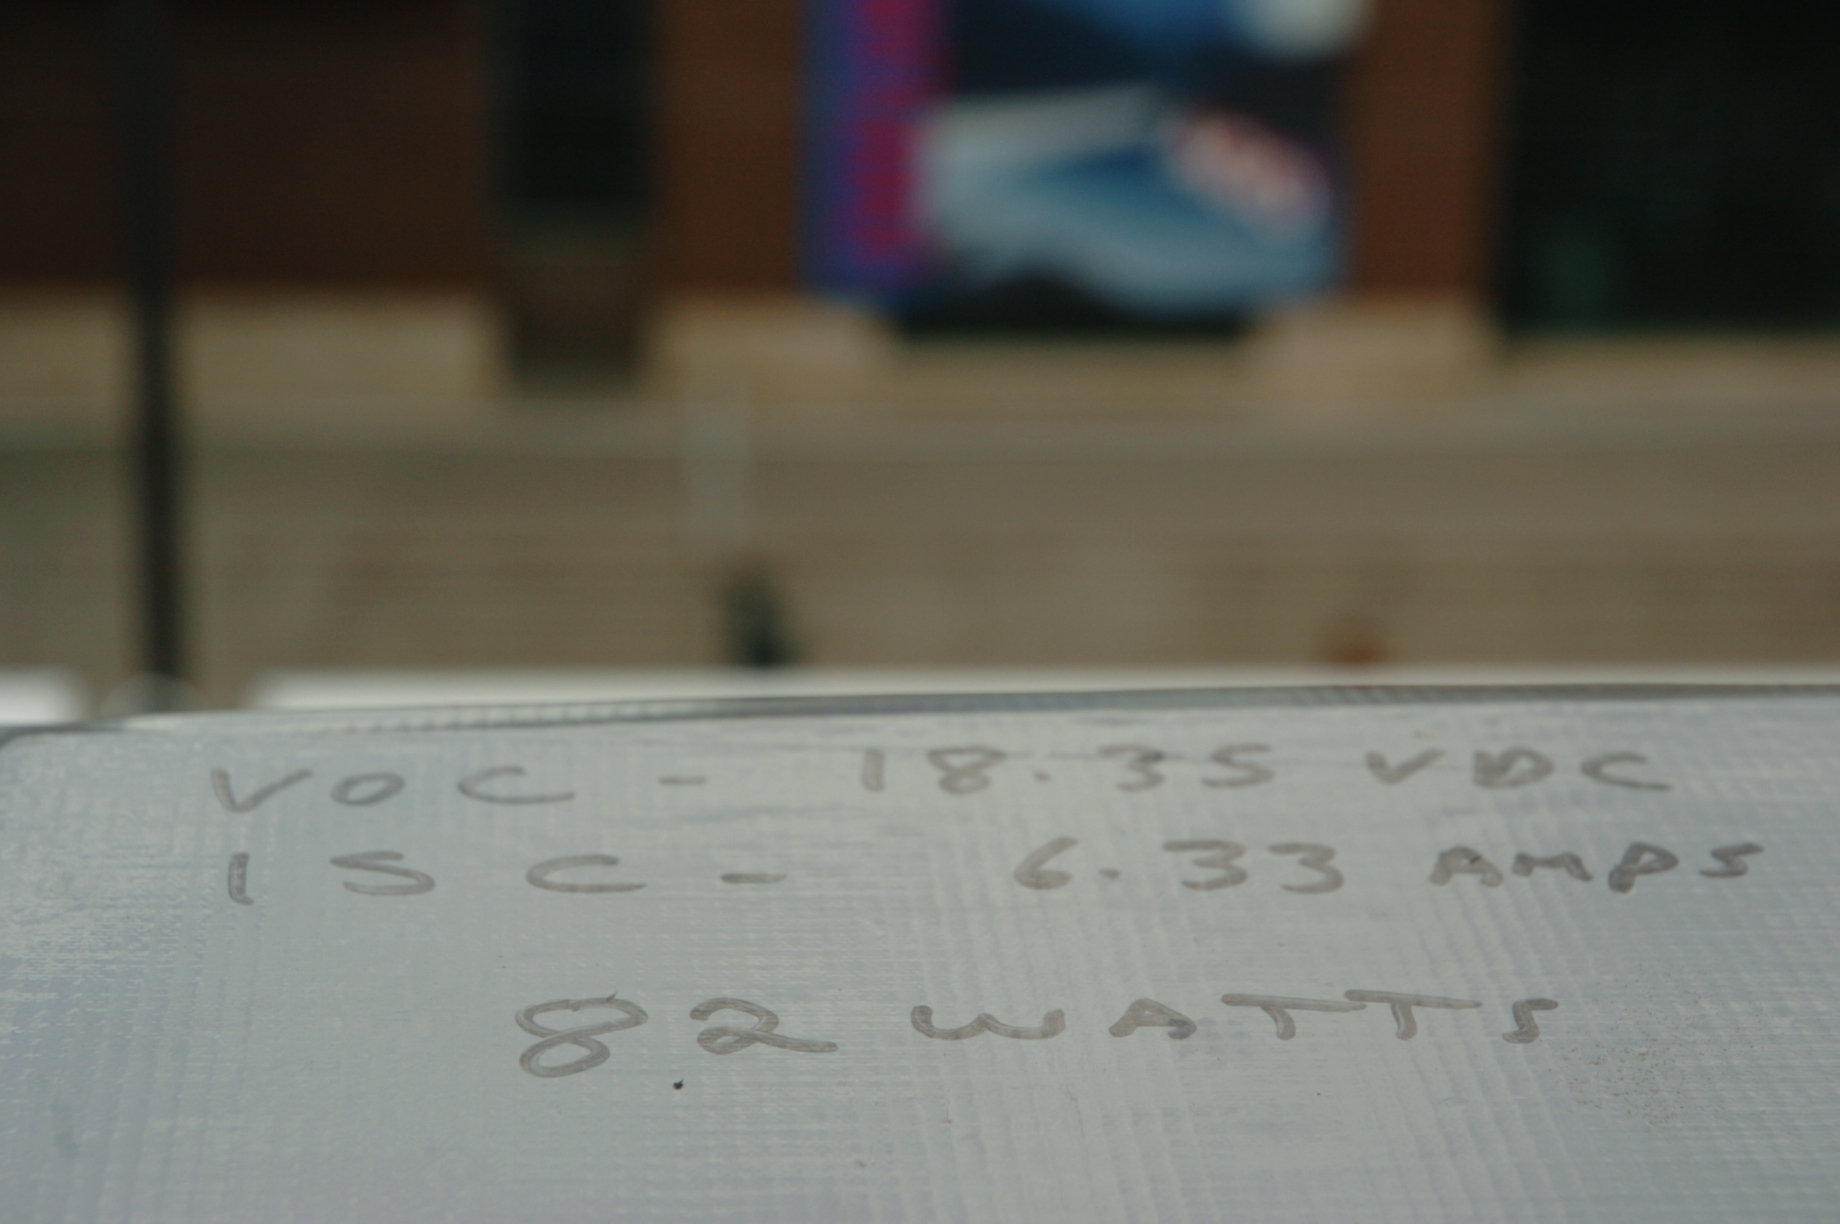 VOC - 18.35 VDC
ISC - 6.33 AMPS
82 WATTS